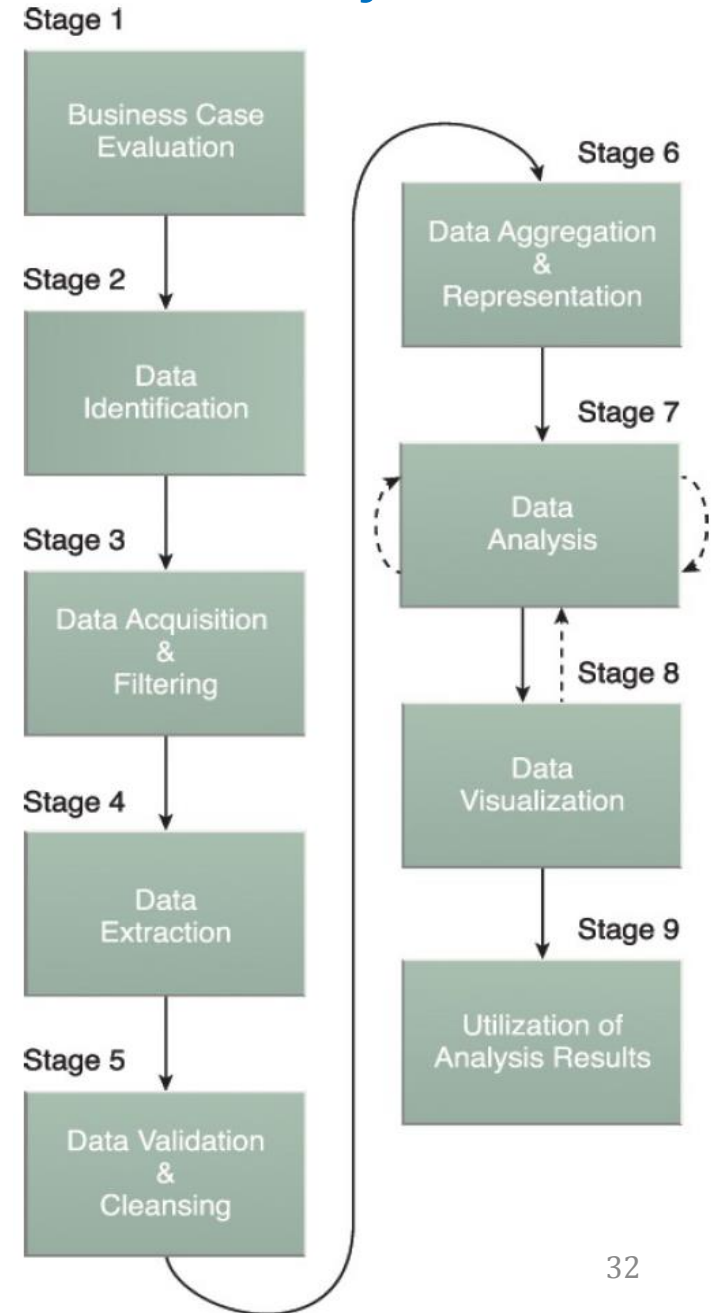 Stage 1
Business Case
Evaluation
Stage 2
Data
Identification
Stage 3
Data Acquisition
&
Filtering
Stage 4
Data
Extraction
Stage 5
Data Validation
&
Cleansing
Stage 6
Data Aggregation
&
Representation
Stage 7
Data
Analysis
Stage 8
Data
Visualization
Stage 9
Utilization of
Analysis Results
32